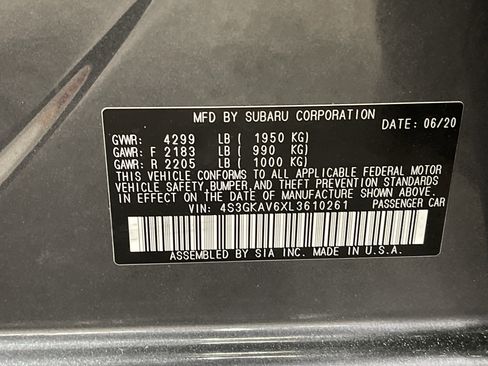 MFD BY SUBARU CORPORATION
DATE: 06/20
GVWR: 4299 LB ( 1950 KG)
GAWR: F 2183 LB ( 990 KG)
GAWR: R 2205 LB ( 1000 KG)
THIS VEHICLE CONFORMS TO ALL APPLICABLE FEDERAL MOTOR
VEHICLE SAFETY, BUMPER, AND THEFT PREVENTION STANDARDS
IN EFFECT ON THE DATE OF MANUFACTURE SHOWN ABOVE.
VIN: 4S3GKAV6XL3610261 PASSENGER CAR
ASSEMBLED BY SIA INC. MADE IN U.S.A.